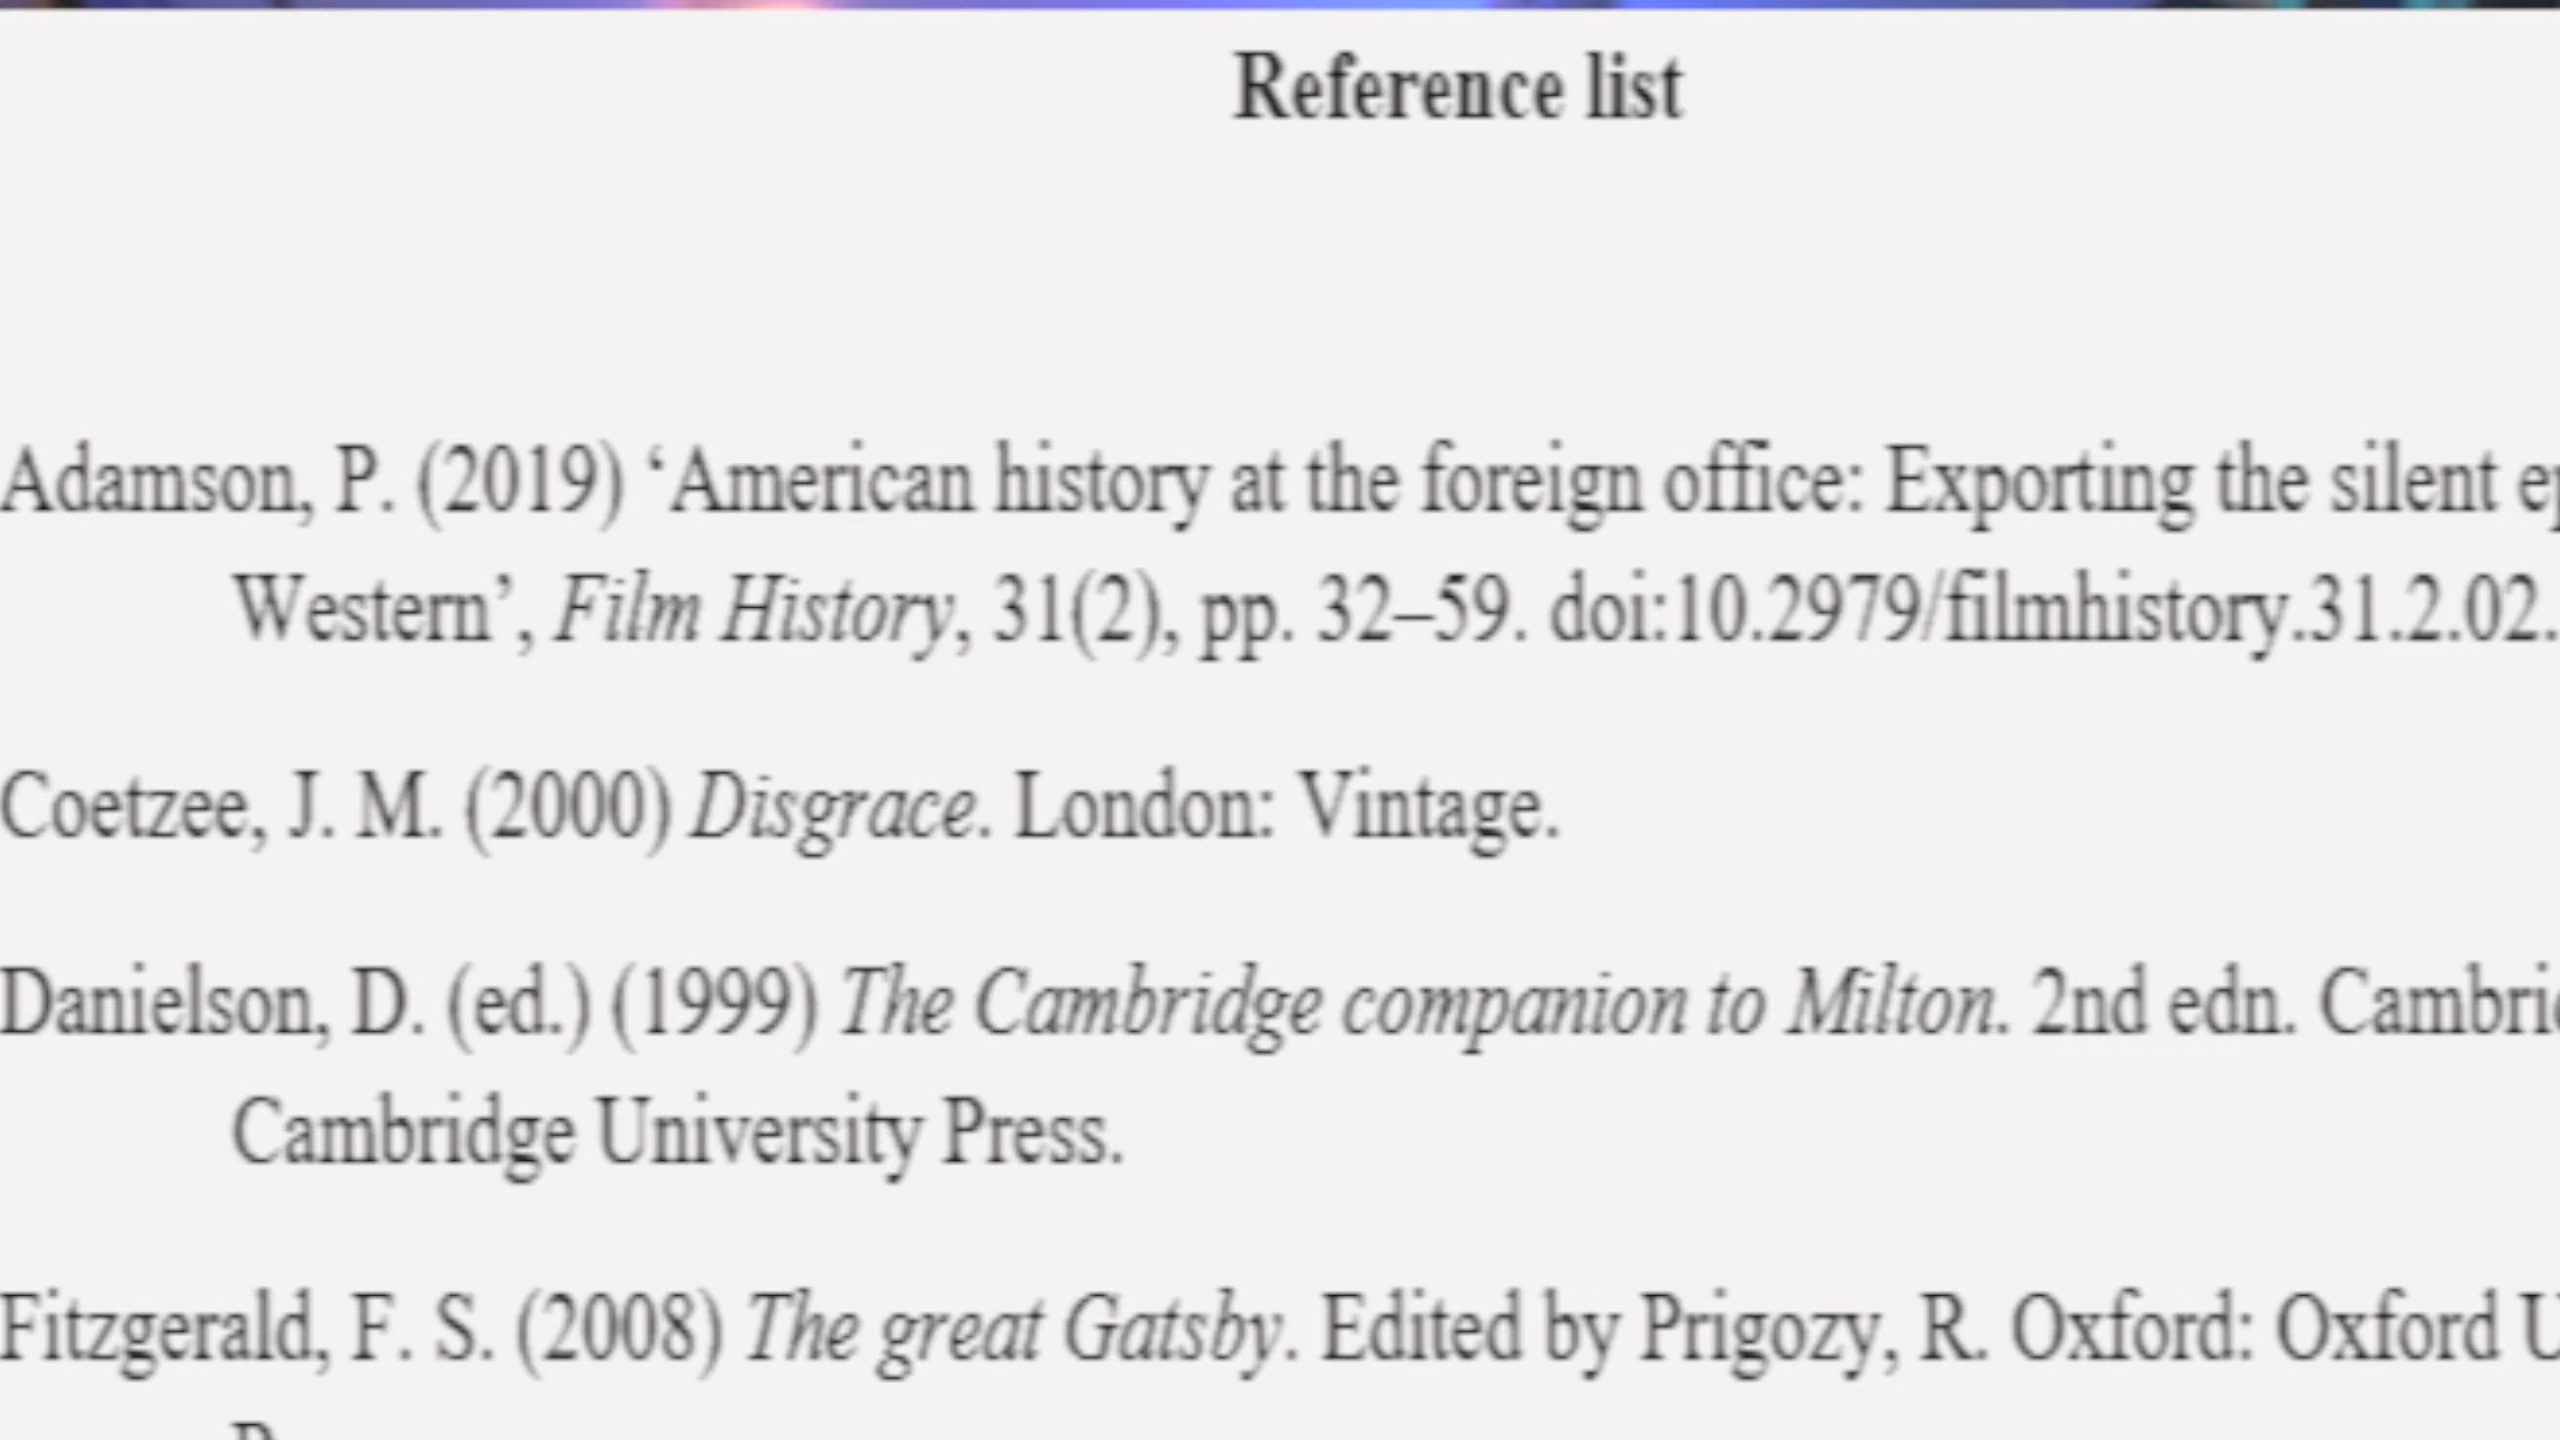 Reference list
Adamson, P. (2019) ‘American history at the foreign office: Exporting the silent
Western’, Film History, 31(2), pp. 32–59. doi:10.2979/filmhistory.31.2.02.
Coetzee, J. M. (2000) Disgrace. London: Vintage.
Danielson, D. (ed.) (1999) The Cambridge companion to Milton. 2nd edn.
Cambridge University Press.
Fitzgerald, F. S. (2008) The great Gatsby. Edited by Prigozy, R. Oxford: Oxford